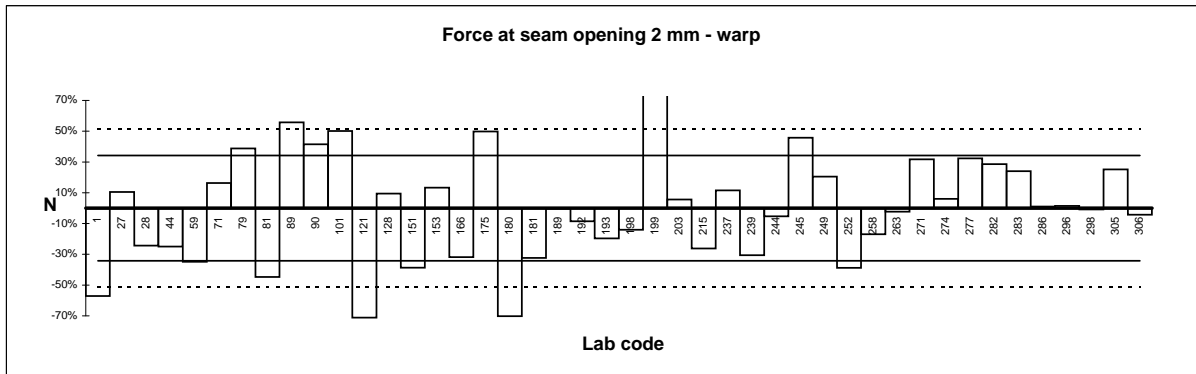 Force at seam opening 2 mm - warp
70%
50%
30%
10%
N
-10%
-30%
-50%
-70%
1 27 28 44 59 71 79 81 89 90 101 121 128 151 153 166 175 180 181 189 192 193 198 199 203 215 237 239 244 245 249 252 258 263 271 274 277 282 283 286 296 298 305 306
Lab code